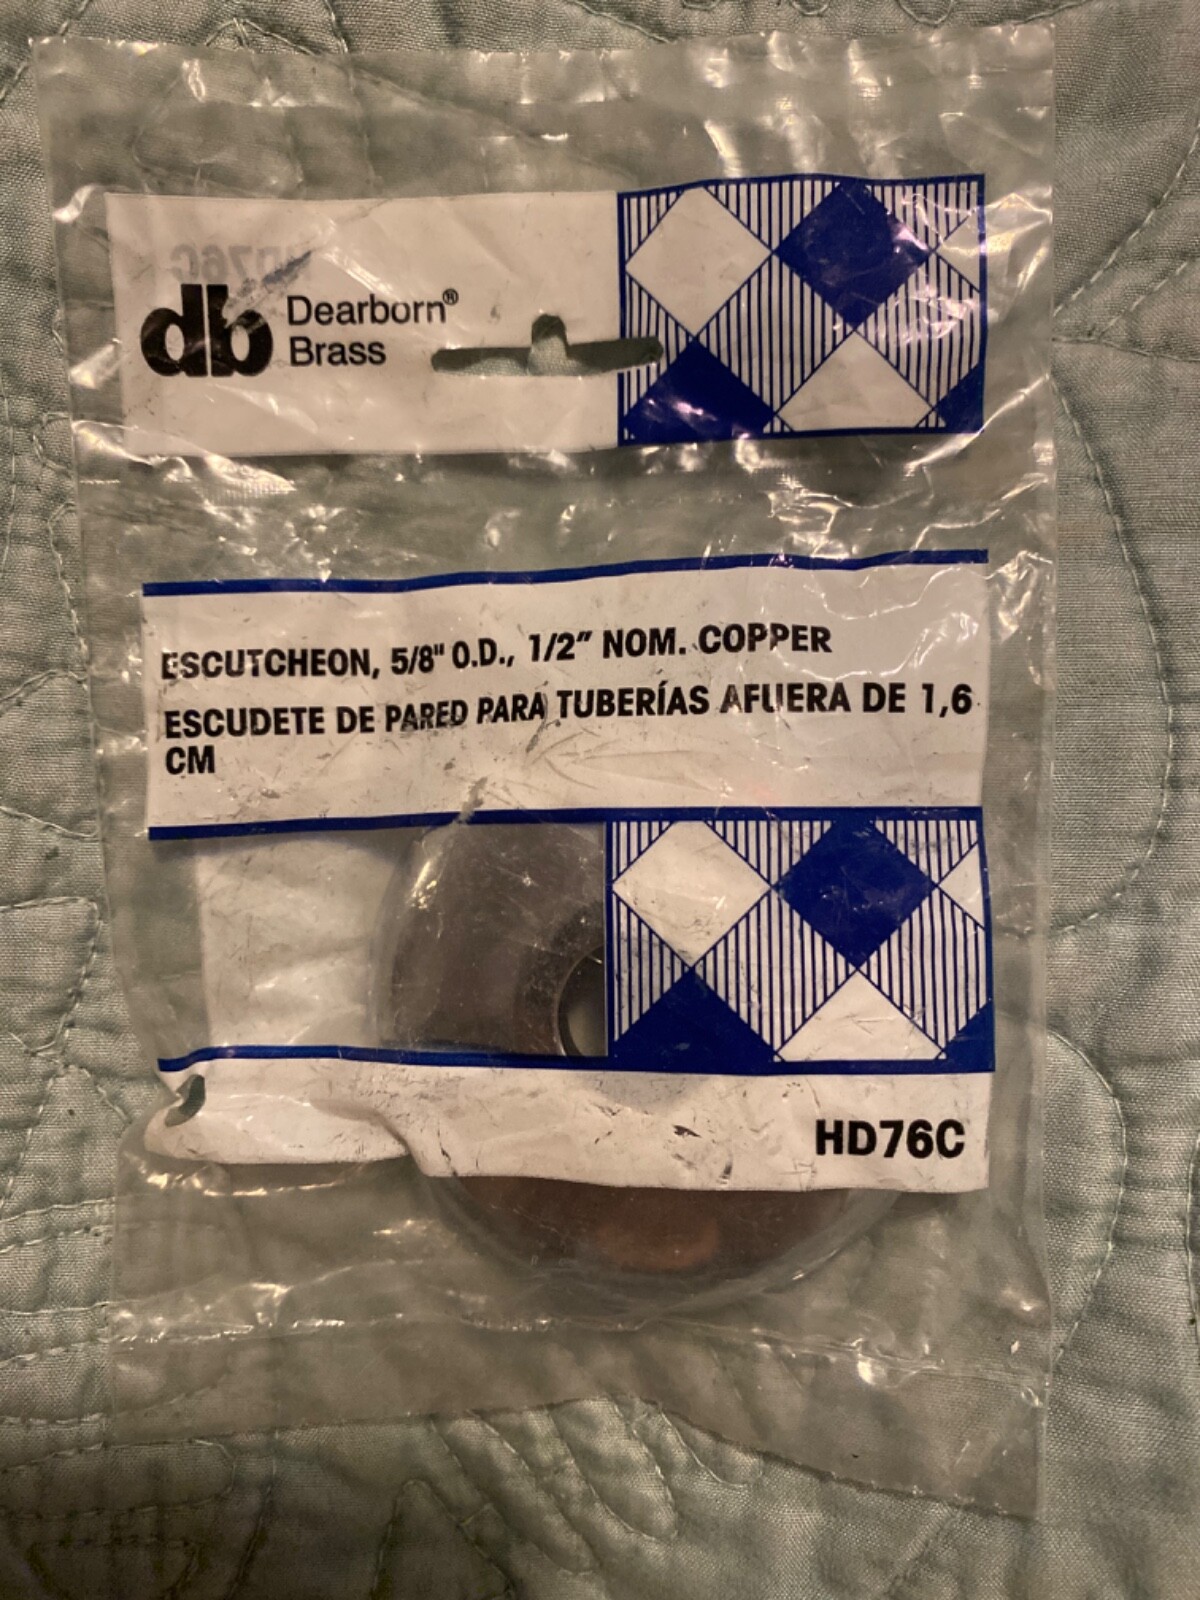 HD76C
db Dearborn®
Brass
ESCUTCHEON, 5/8" O.D., 1/2" NOM. COPPER
ESCUDETE DE PARED PARA TUBERÍAS AFUERA DE 1,6
CM
HD76C